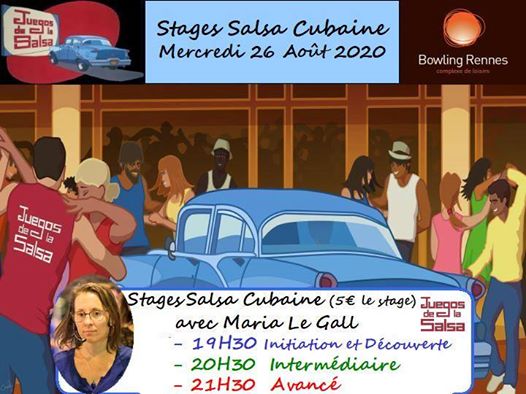 Juegos
de la
Salsa
Stages Salsa Cubaine
Mercredi 26 Août 2020
Bowling Rennes
complexe de loisirs
Juegos
de la
Salsa
Stages Salsa Cubaine (5€ le stage)
avec Maria Le Gall
Juegos
de la
Salsa
- 19H30 Initiation et Découverte
- 20H30 Intermédiaire
- 21H30 Avancé